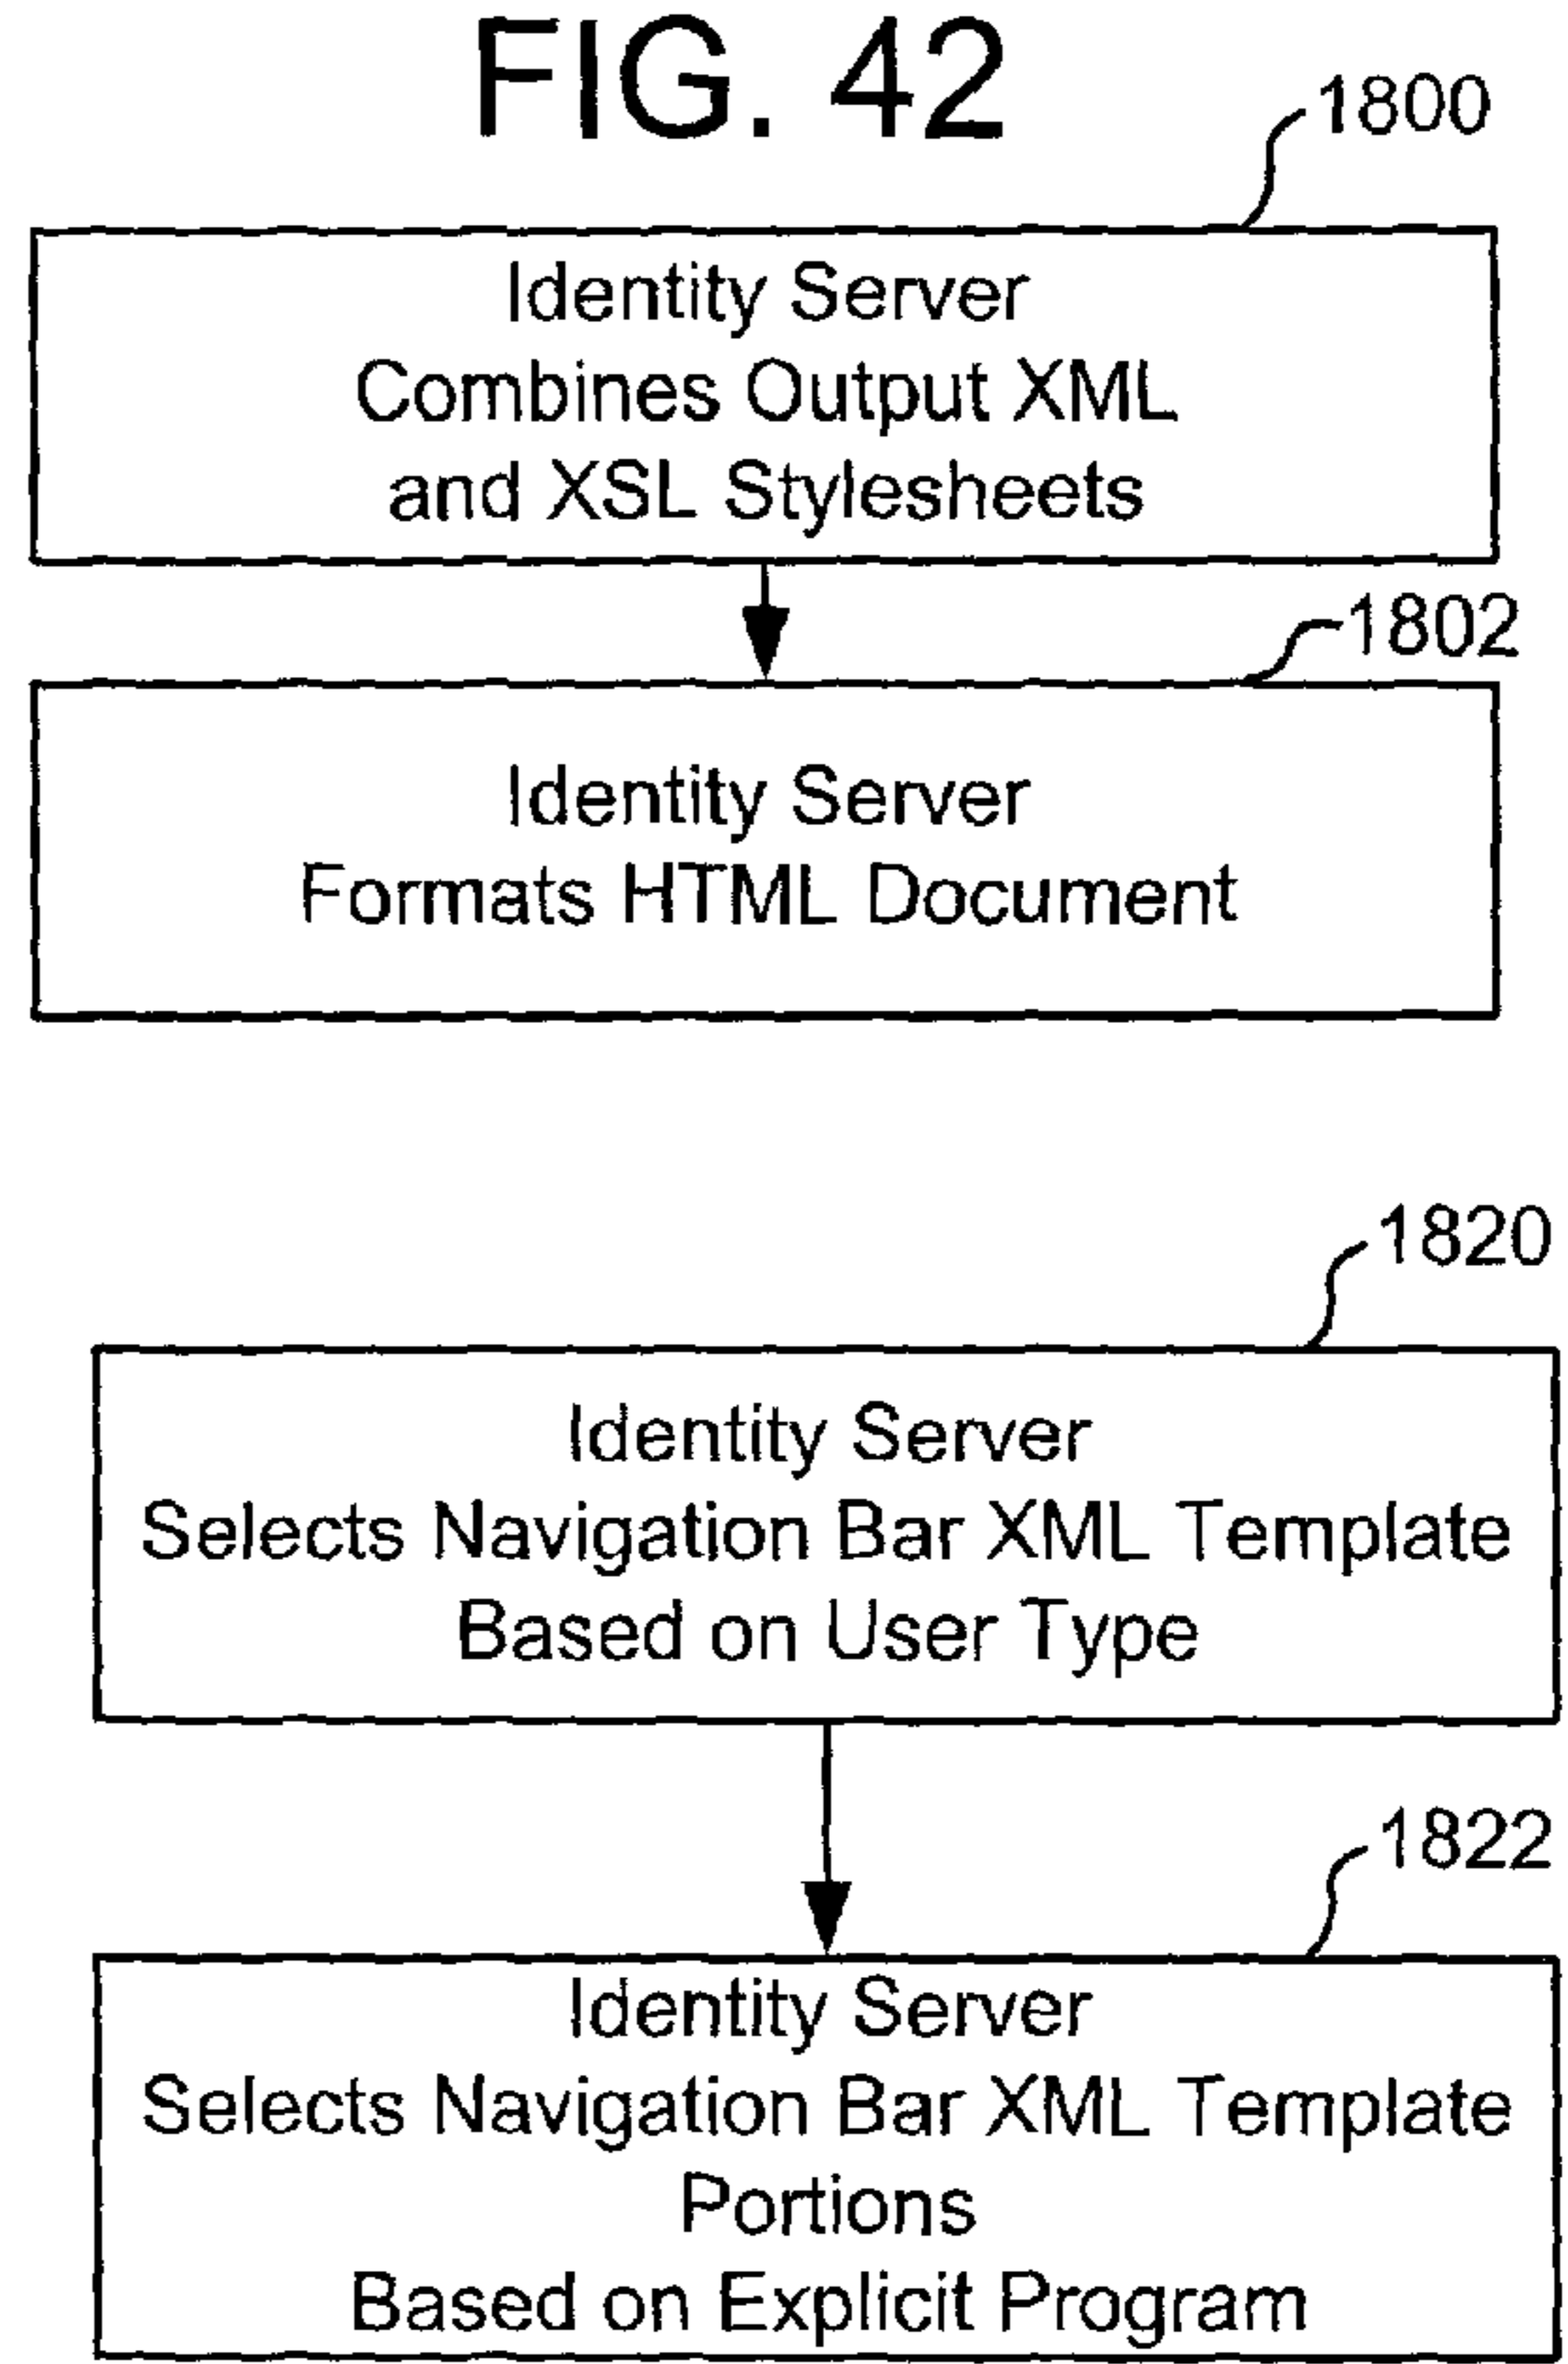 FIG. 42
1800
Identity Server
Combines Output XML
and XSL Stylesheets
1802
Identity Server
Formats HTML Document
1820
Identity Server
Selects Navigation Bar XML Template
Based on User Type
1822
Identity Server
Selects Navigation Bar XML Template
Portions
Based on Explicit Program